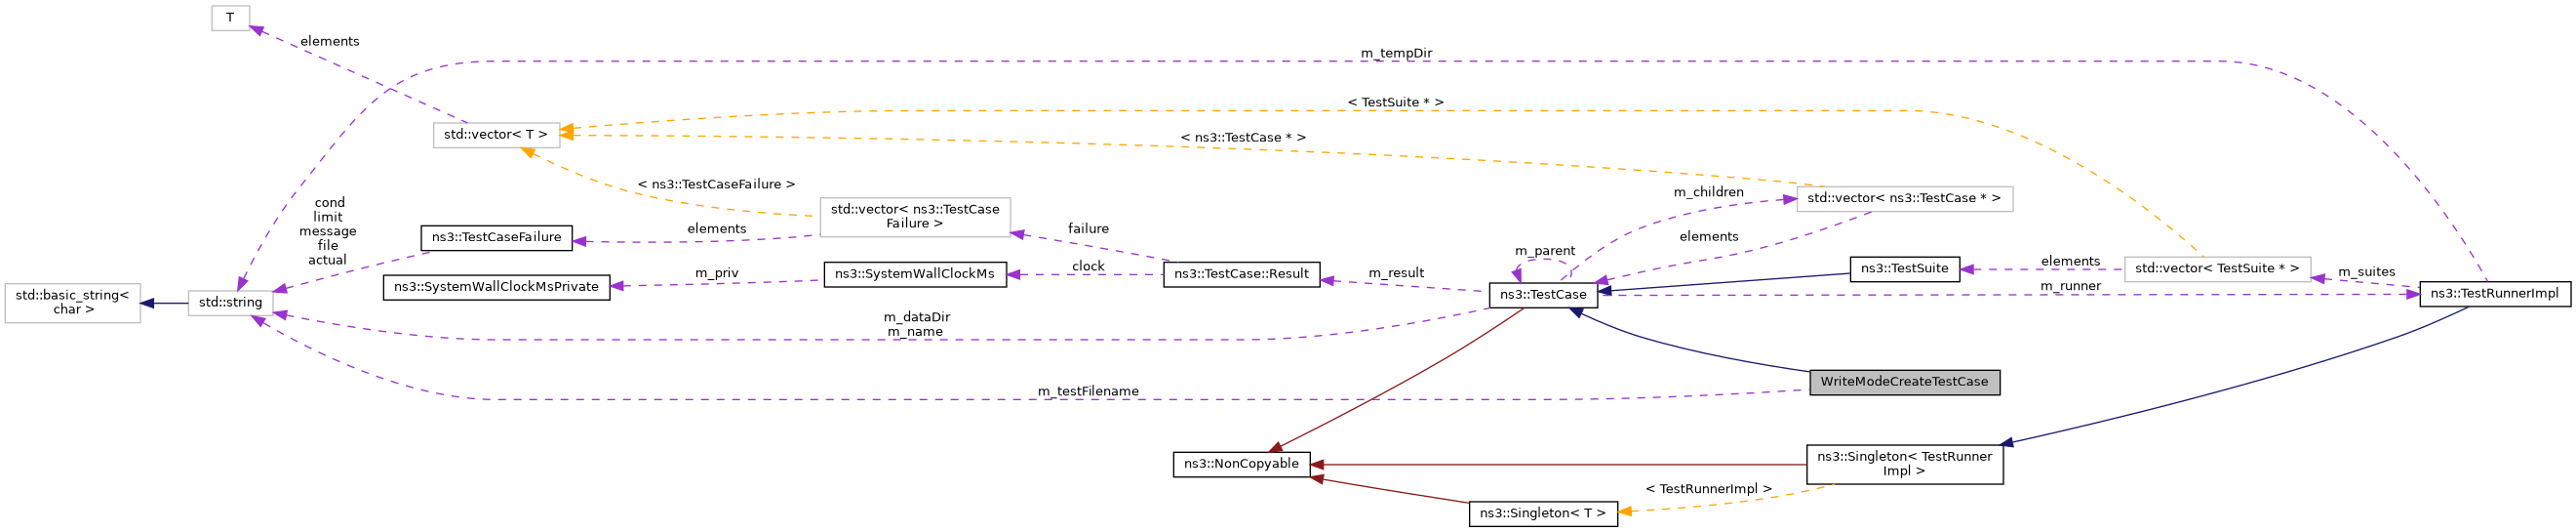 T
elements
m_tempDir
< TestSuite * >
std::vector< T >
< ns3::TestCase * >
< ns3::TestCaseFailure >
m_children
std::vector< ns3::TestCase * >
cond
limit
message
file
actual
std::vector< ns3::TestCase
Failure >
elements
failure
ns3::TestCaseFailure
elements
m_parent
clock
ns3::TestSuite
elements
std::vector< TestSuite * >
m_suites
m_priv
ns3::SystemWallClockMs
ns3::TestCase::Result
m_result
ns3::SystemWallClockMsPrivate
m_runner
std::basic_string<
char >
std::string
ns3::TestCase
ns3::TestRunnerImpl
m_dataDir
m_name
WriteModeCreateTestCase
m_testFilename
ns3::NonCopyable
ns3::Singleton< TestRunner
Impl >
< TestRunnerImpl >
ns3::Singleton< T >